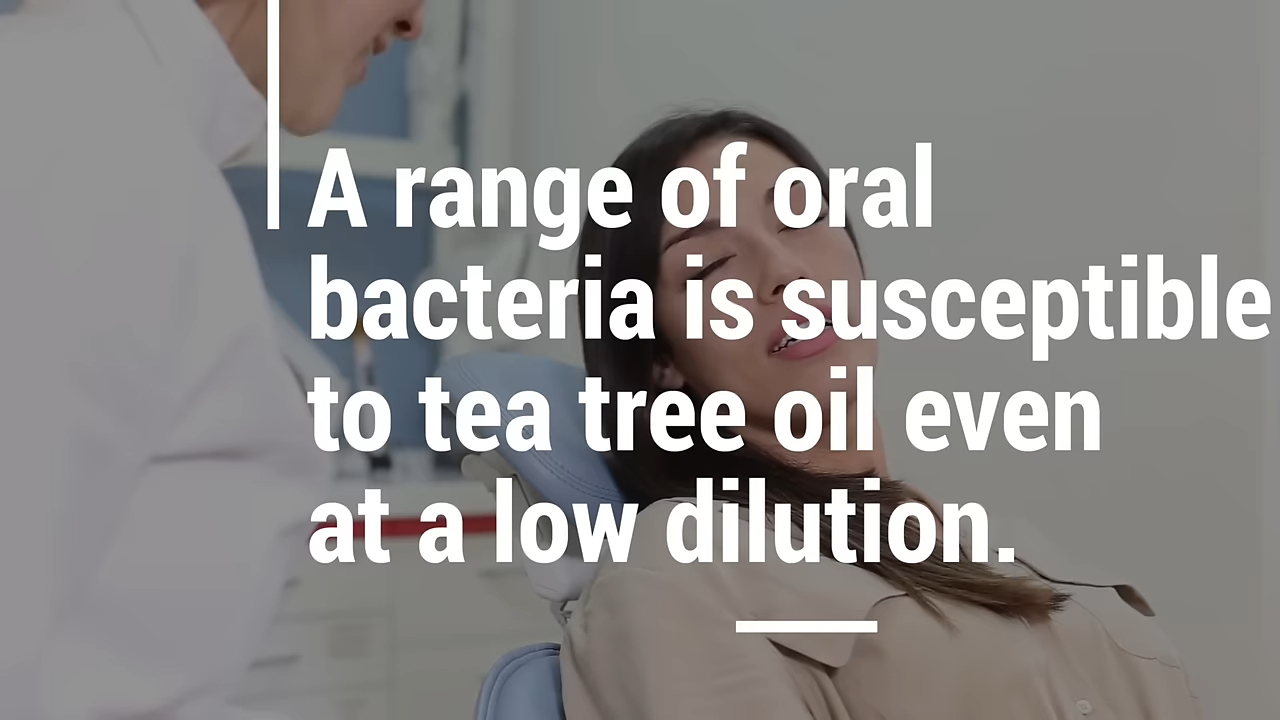 A range of oral
bacteria is susceptible
to tea tree oil even
at a low dilution.